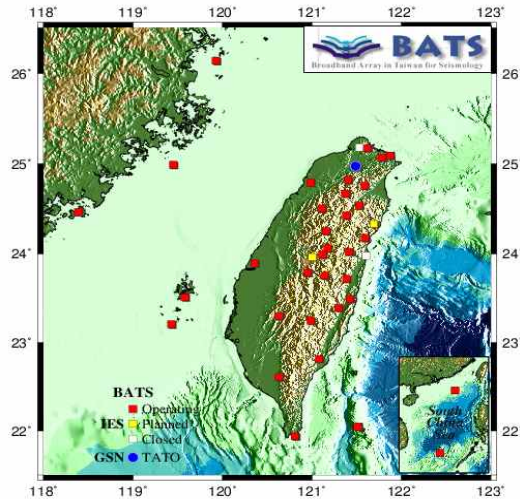 118° 119° 120° 121° 122° 123°
BATS
Broadband Array in Taiwan for Seismology
26° 26°
25° 25°
24° 24°
23° 23°
22° 22°
BATS
Operating
IES Planned
Closed
GSN TATO
South
China
Sea
118° 119° 120° 121° 122° 123°